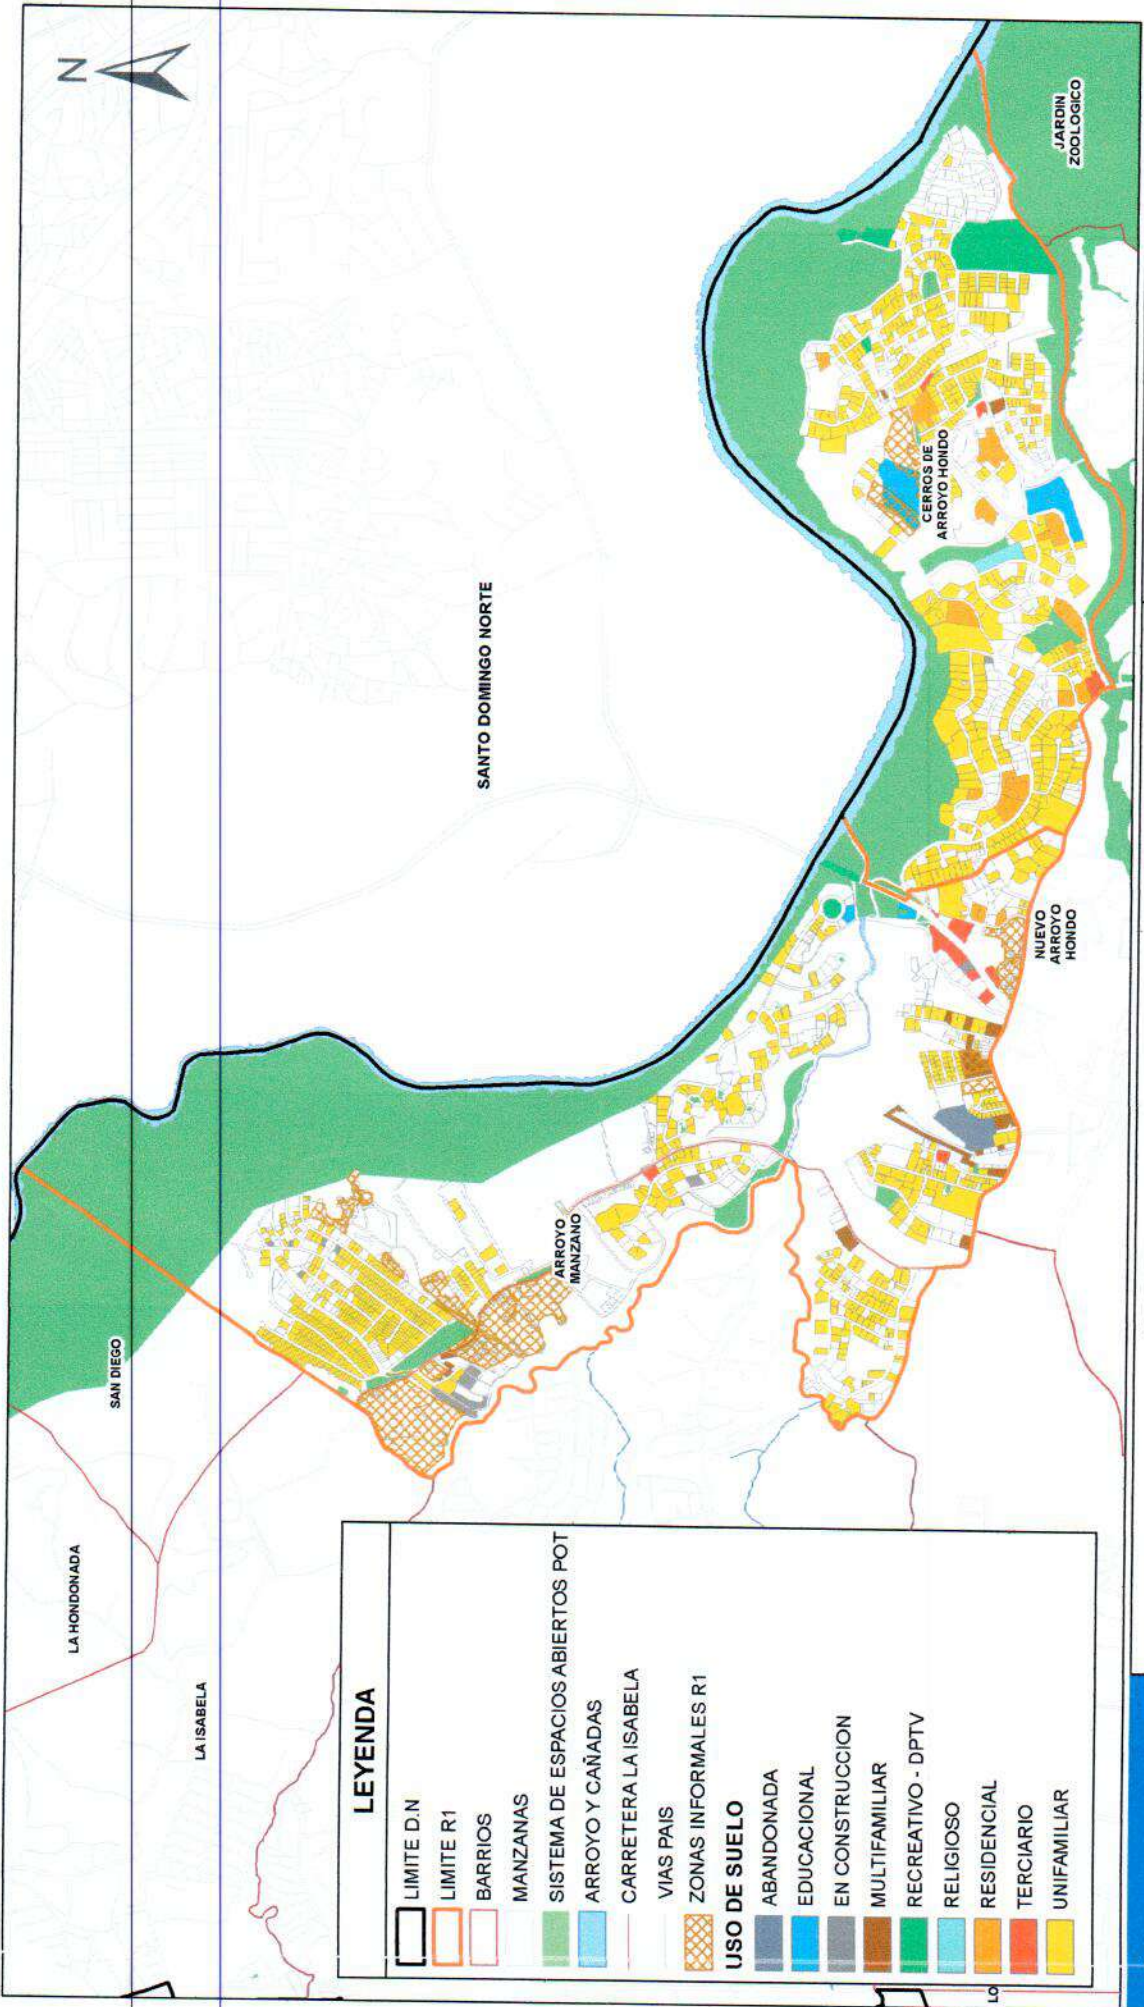 N
JARDIN
ZOOLOGICO
SANTO DOMINGO NORTE
CERROS DE
ARROYO HONDO
NUEVO
ARROYO
HONDO
ARROYO
MANZANO
SAN DIEGO
LA HONDONADA
LA ISABELA
LO
LEYENDA
LIMITE D.N
LIMITE R1
BARRIOS
MANZANAS
SISTEMA DE ESPACIOS ABIERTOS POT
ARROYO Y CAÑADAS
CARRETERA LA ISABELA
VIAS PAIS
ZONAS INFORMALES R1
USO DE SUELO
ABANDONADA
EDUCACIONAL
EN CONSTRUCCION
MULTIFAMILIAR
RECREATIVO - DPTV
RELIGIOSO
RESIDENCIAL
TERCIARIO
UNIFAMILIAR